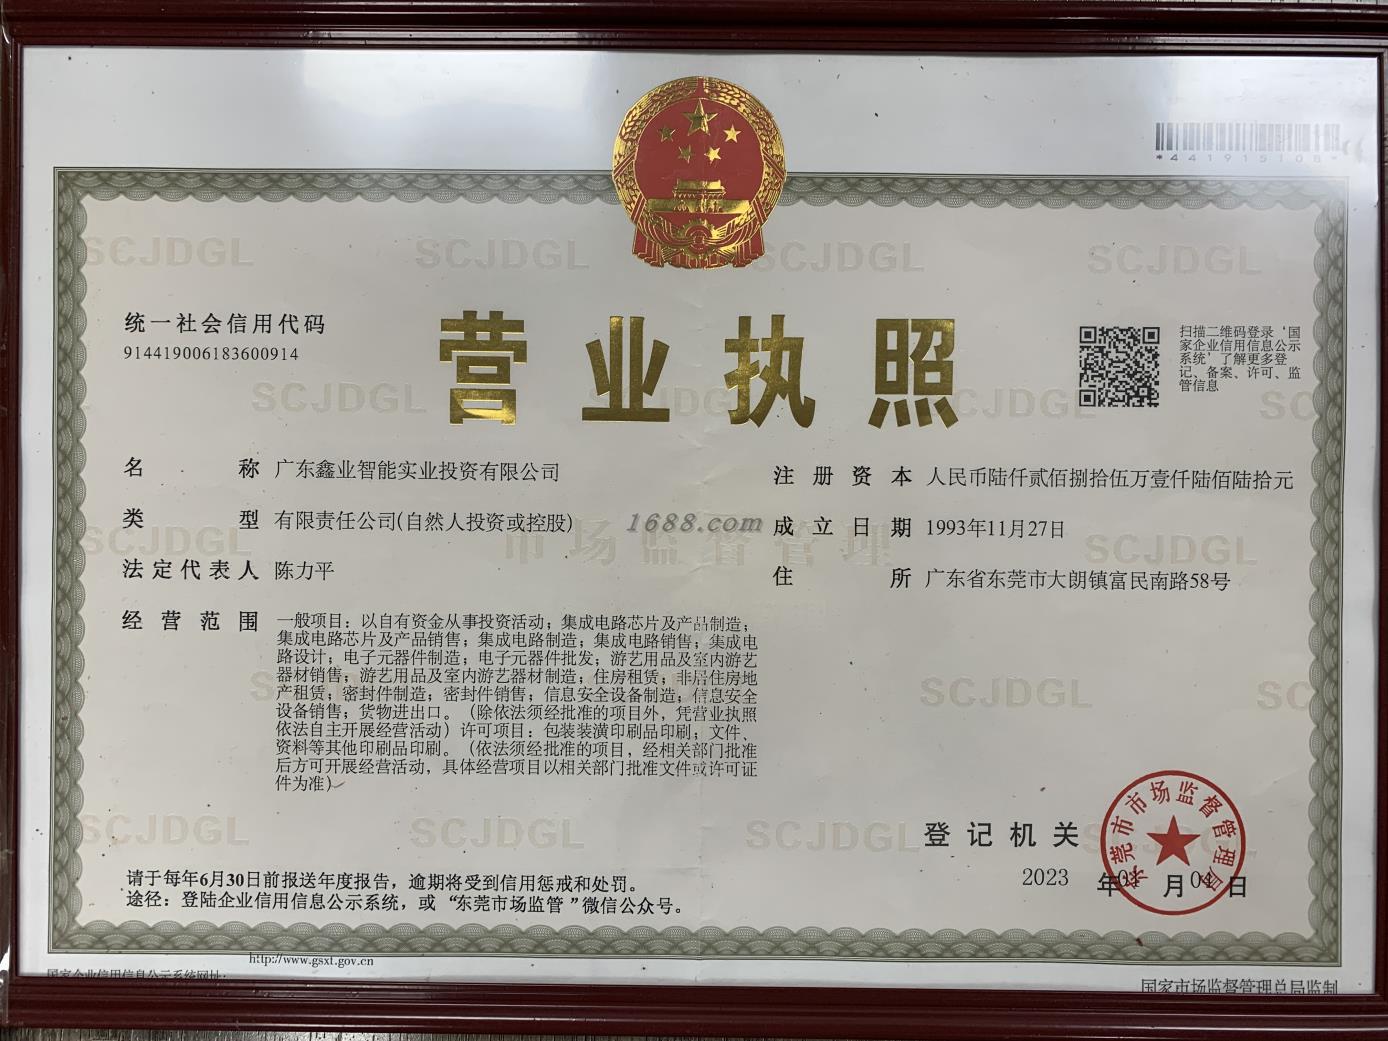 *441915108*
统一社会信用代码
914419006183600914
营业执照
扫描二维码登录‘国
家企业信用信息公示
系统’了解更多登
记、备案、许可、监
管信息
名 称 广东鑫业智能实业投资有限公司
类 型 有限责任公司(自然人投资或控股)
法定代表人 陈力平
经营范围 一般项目：以自有资金从事投资活动；集成电路芯片及产品制造；
集成电路芯片及产品销售；集成电路制造；集成电路销售；集成电
路设计；电子元器件制造；电子元器件批发；游艺用品及室内游艺
器材销售；游艺用品及室内游艺器材制造；住房租赁；非居住房地
产租赁；密封件制造；密封件销售；信息安全设备制造；信息安全
设备销售；货物进出口。（除依法须经批准的项目外，凭营业执照
依法自主开展经营活动）许可项目：包装装潢印刷品印刷；文件、
资料等其他印刷品印刷。（依法须经批准的项目，经相关部门批准
后方可开展经营活动，具体经营项目以相关部门批准文件或许可证
件为准）
注册资本 人民币陆仟贰佰捌拾伍万壹仟陆佰陆拾元
成立日期 1993年11月27日
住 所 广东省东莞市大朗镇富民南路58号
1688.com
市场监督管理
SCJDGL
登记机关
东莞市市场监督管理局
2023 年 月 日
请于每年6月30日前报送年度报告，逾期将受到信用惩戒和处罚。
途径：登陆企业信用信息公示系统，或“东莞市场监管”微信公众号。
国家企业信用信息公示系统网址：
http://www.gsxt.gov.cn
国家市场监督管理总局监制